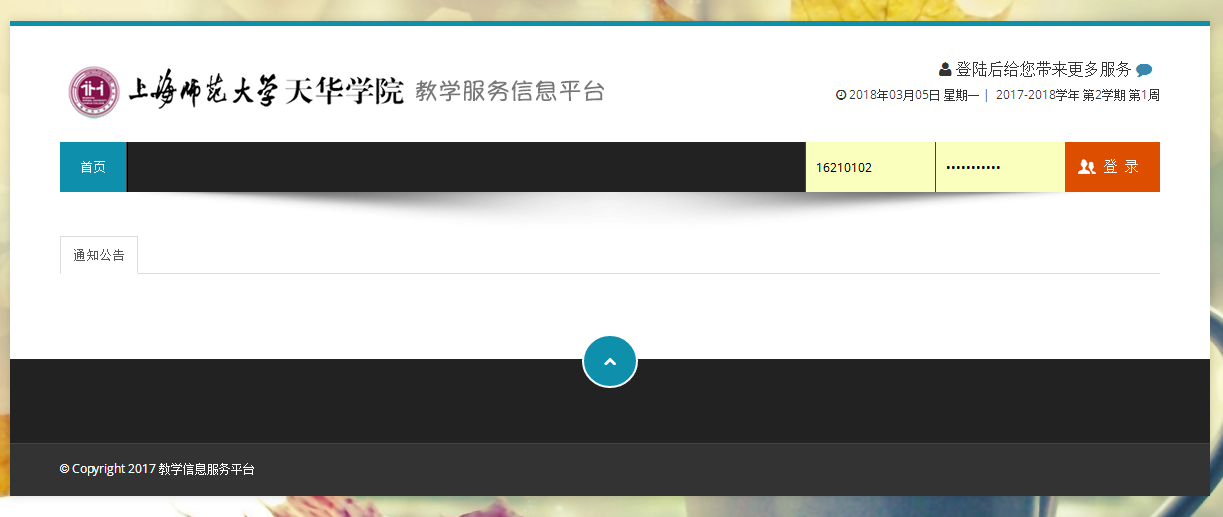 上海师范大学天华学院 教学服务信息平台
登陆后给您带来更多服务
2018年03月05日 星期一 | 2017-2018学年 第2学期 第1周
首页
16210102
•••••••••••
登 录
通知公告
© Copyright 2017 教学信息服务平台